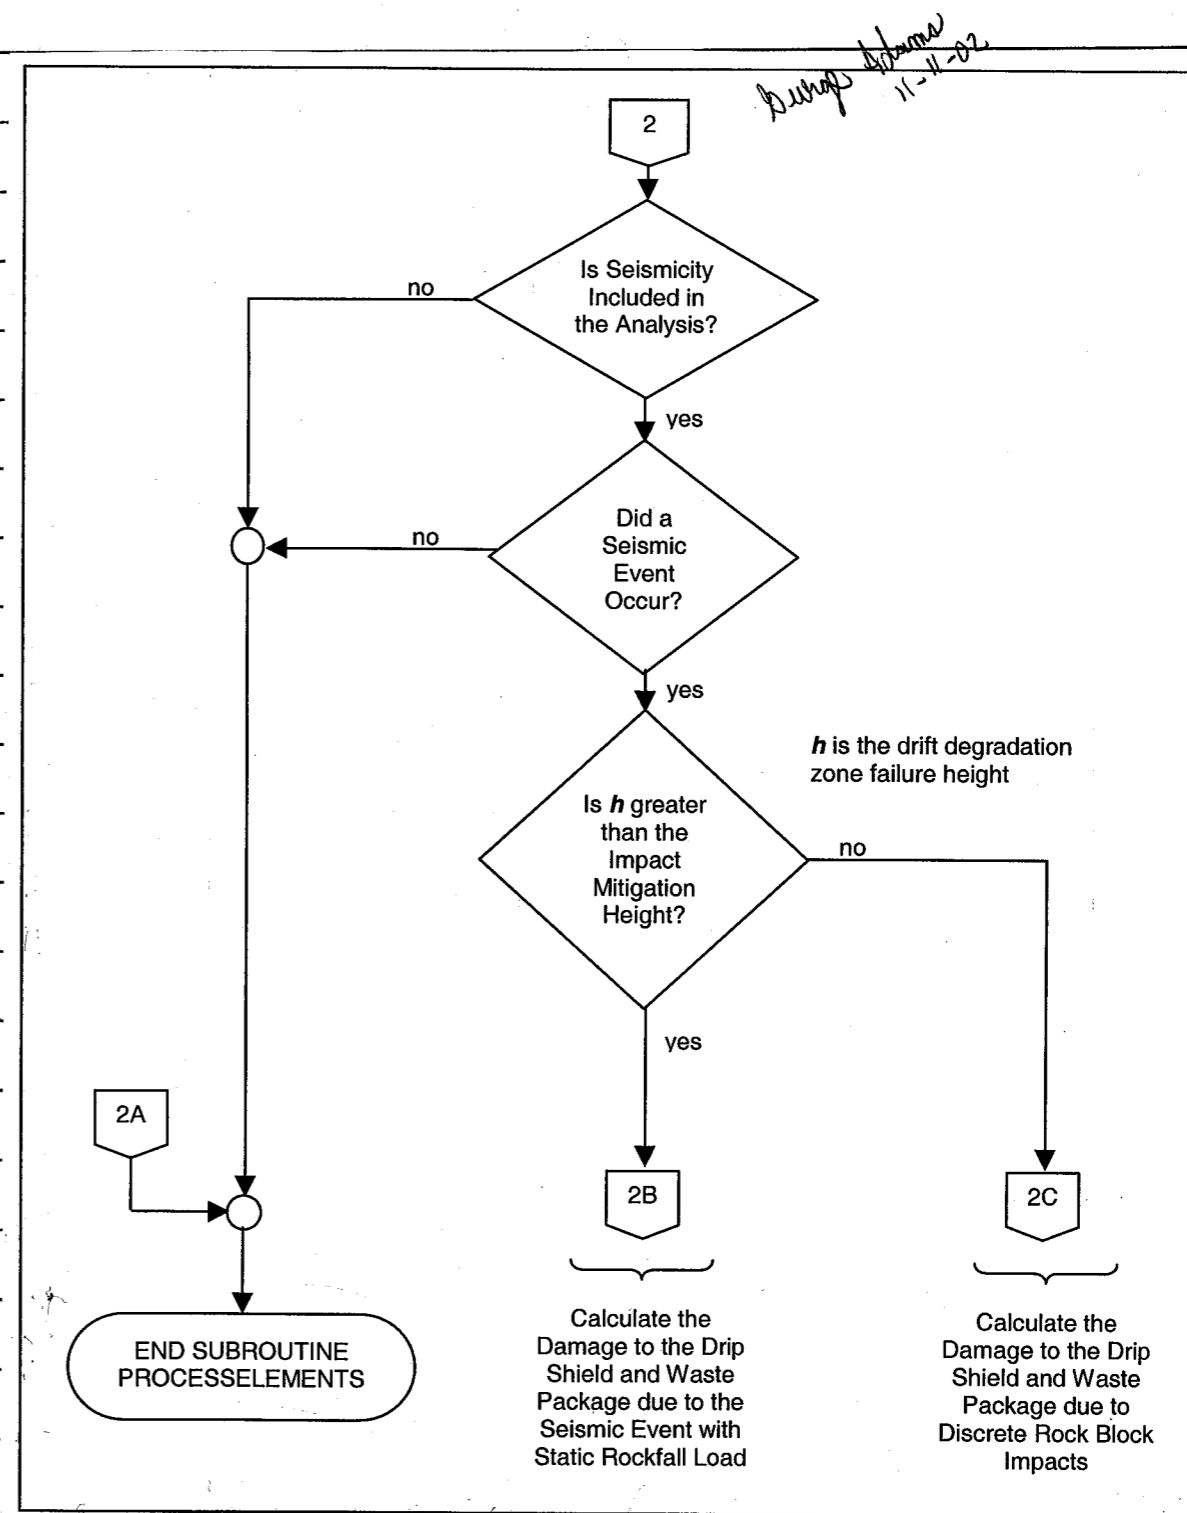 George Adams
11-11-02
2
Is Seismicity
Included in
the Analysis?
no
yes
Did a
Seismic
Event
Occur?
no
yes
h is the drift degradation
zone failure height
Is h greater
than the
Impact
Mitigation
Height?
no
yes
2A
2B
2C
END SUBROUTINE
PROCESSELEMENTS
Calculate the
Damage to the Drip
Shield and Waste
Package due to the
Seismic Event with
Static Rockfall Load
Calculate the
Damage to the Drip
Shield and Waste
Package due to
Discrete Rock Block
Impacts